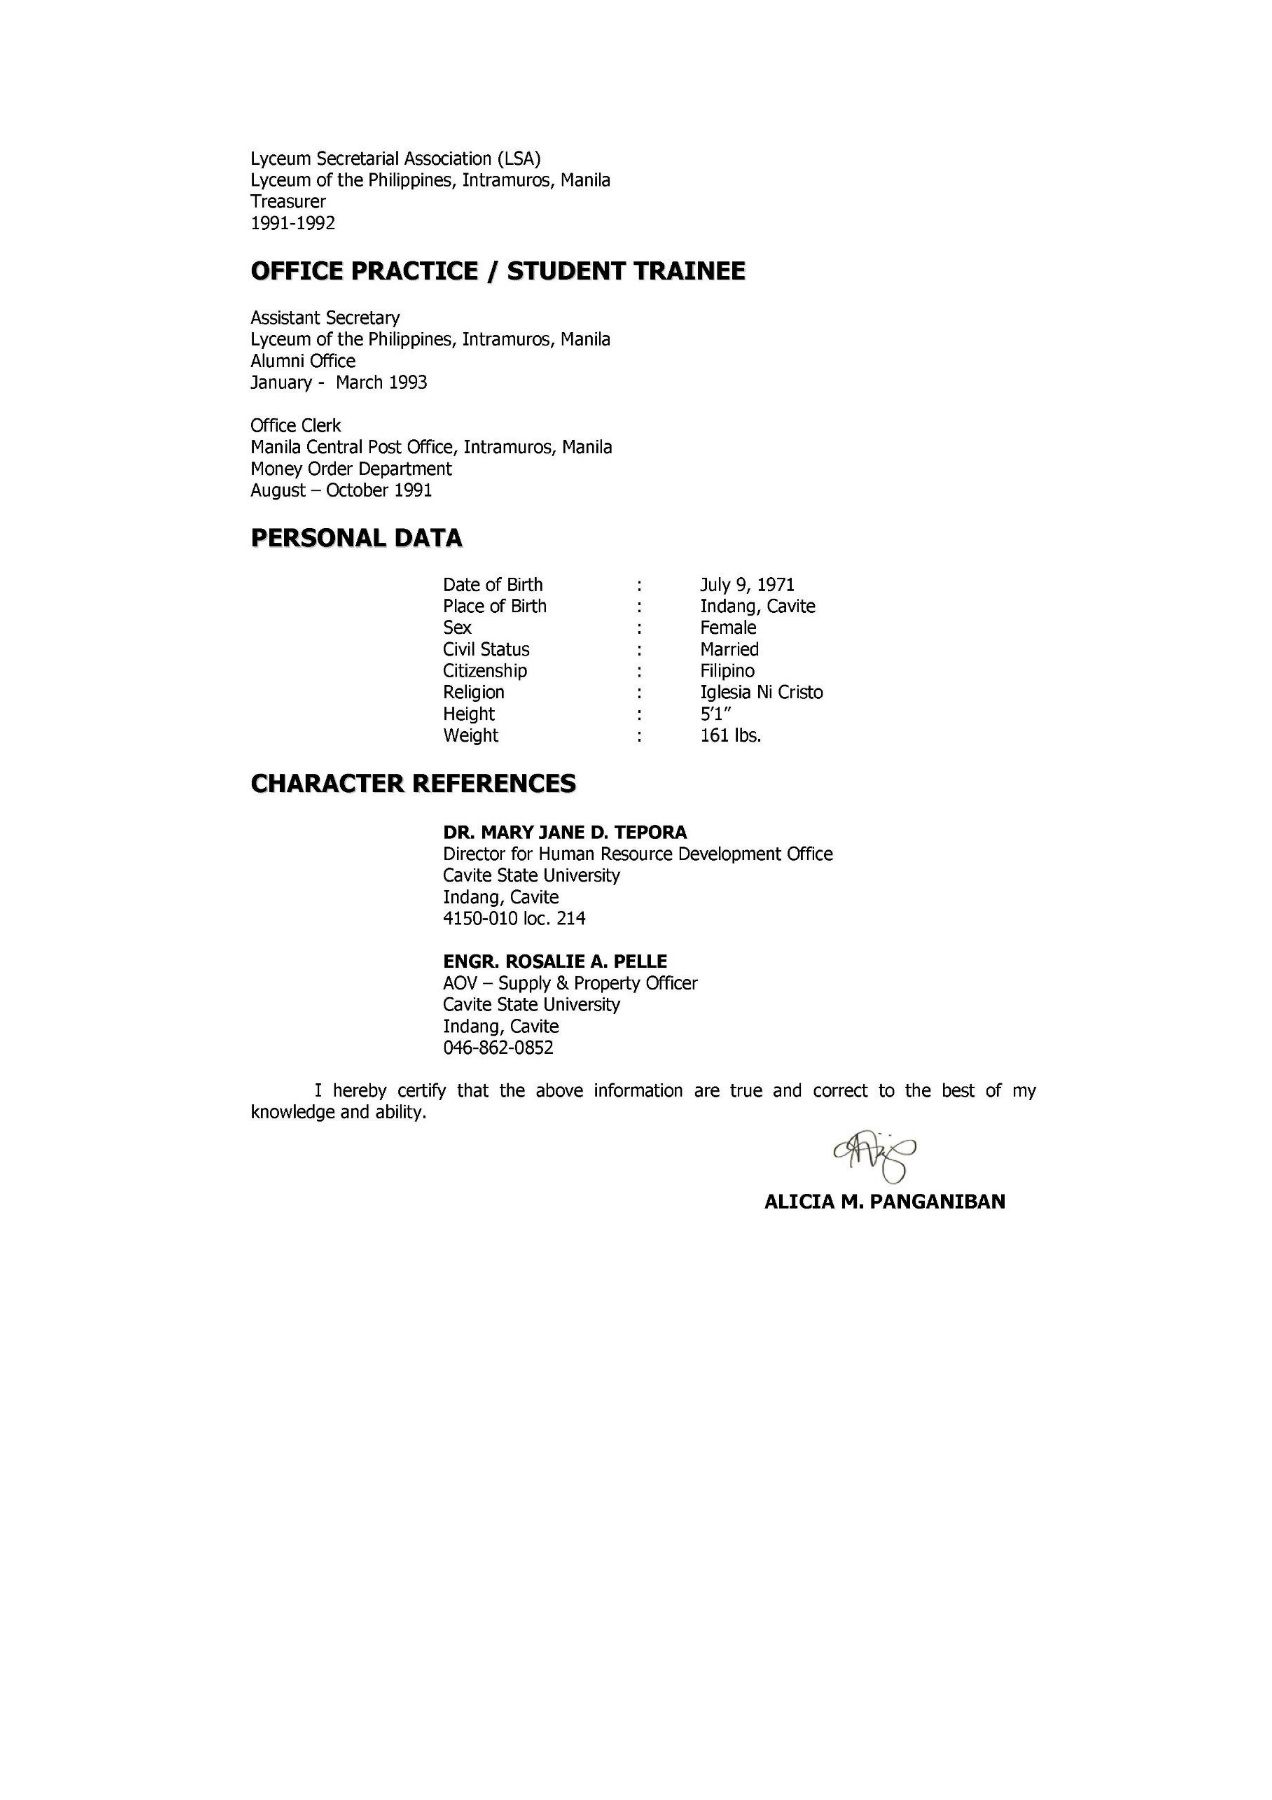 Lyceum Secretarial Association (LSA)
Lyceum of the Philippines, Intramuros, Manila
Treasurer
1991-1992
OFFICE PRACTICE / STUDENT TRAINEE
Assistant Secretary
Lyceum of the Philippines, Intramuros, Manila
Alumni Office
January -  March 1993
Office Clerk
Manila Central Post Office, Intramuros, Manila
Money Order Department
August – October 1991
PERSONAL DATA
Date of Birth : July 9, 1971
Place of Birth : Indang, Cavite
Sex : Female
Civil Status : Married
Citizenship : Filipino
Religion : Iglesia Ni Cristo
Height : 5’1”
Weight : 161 lbs.
CHARACTER REFERENCES
DR. MARY JANE D. TEPORA
Director for Human Resource Development Office
Cavite State University
Indang, Cavite
4150-010 loc. 214
ENGR. ROSALIE A. PELLE
AOV – Supply & Property Officer
Cavite State University
Indang, Cavite
046-862-0852
I hereby certify that the above information are true and correct to the best of my
knowledge and ability.
ALICIA M. PANGANIBAN